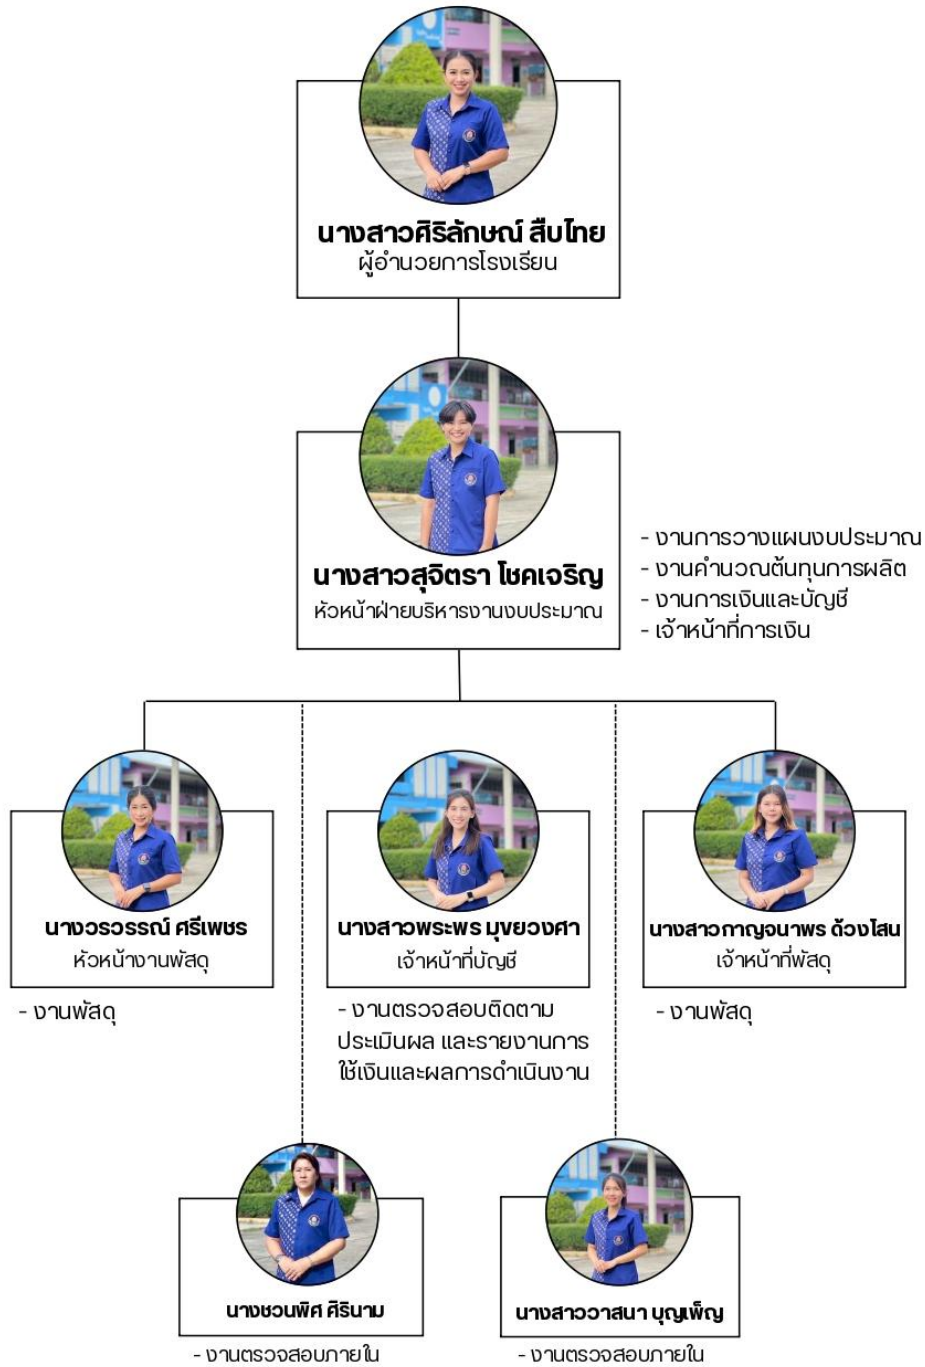 นางสาวศิริลักษณ์ สืบไทย
ผู้อำนวยการโรงเรียน
นางสาวสุจิตรา โชคเจริญ
หัวหน้าฝ่ายบริหารงานงบประมาณ
- งานการวางแผนงบประมาณ
- งานคำนวณต้นทุนการผลิต
- งานการเงินและบัญชี
- เจ้าหน้าที่การเงิน
นางวรวรรณ์ ศรีเพชร
หัวหน้างานพัสดุ
- งานพัสดุ
นางสาวพระพร มุขยวงศา
เจ้าหน้าที่บัญชี
- งานตรวจสอบติดตาม
ประเมินผล และรายงานการ
ใช้เงินและผลการดำเนินงาน
นางสาวกาญจนาพร ด้วงโสน
เจ้าหน้าที่พัสดุ
- งานพัสดุ
นางชวนพิศ ศิรินาม
- งานตรวจสอบภายใน
นางสาววาสนา บุญเพ็ญ
- งานตรวจสอบภายใน